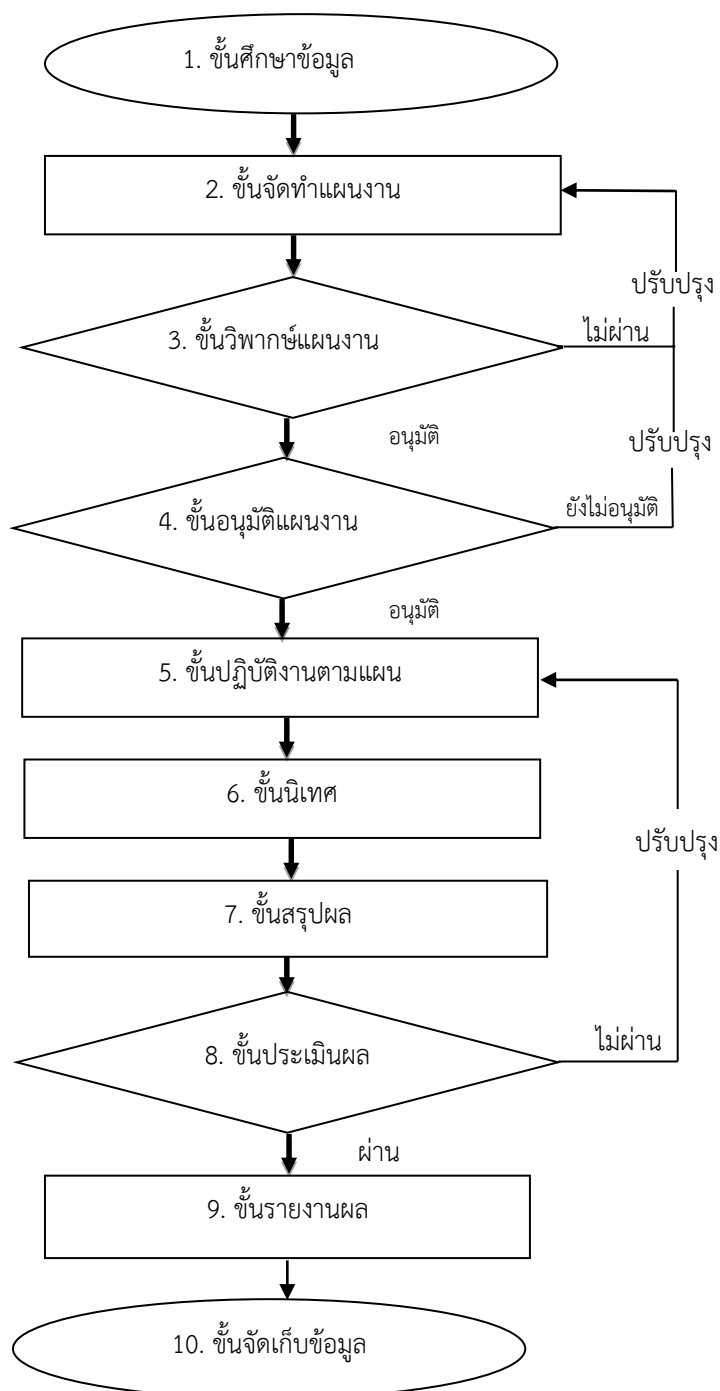 1. ขั้นศึกษาข้อมูล
2. ขั้นจัดทำแผนงาน
ปรับปรุง
ไม่ผ่าน
3. ขั้นวิพากษ์แผนงาน
อนุมัติ
ปรับปรุง
ยังไม่อนุมัติ
4. ขั้นอนุมัติแผนงาน
อนุมัติ
5. ขั้นปฏิบัติงานตามแผน
6. ขั้นนิเทศ
ปรับปรุง
7. ขั้นสรุปผล
ไม่ผ่าน
8. ขั้นประเมินผล
ผ่าน
9. ขั้นรายงานผล
10. ขั้นจัดเก็บข้อมูล